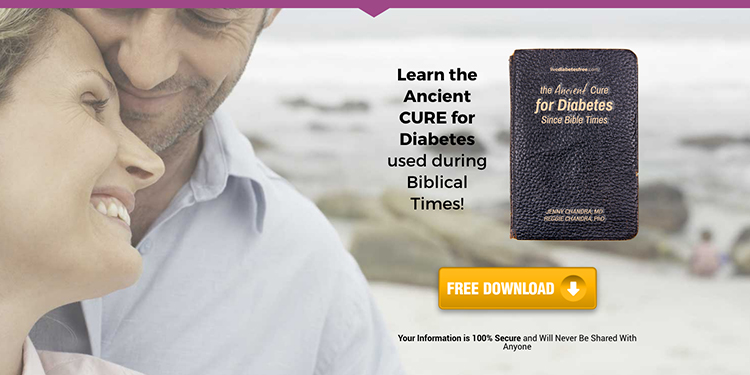 Learn the
Ancient
CURE for
Diabetes
used during
Biblical
Times!
the Ancient Cure
for Diabetes
Since Bible Times
JENNY CHANDRA, MD
REGGIE CHANDRA, PHD
FREE DOWNLOAD
Your Information is 100% Secure and Will Never Be Shared With
Anyone